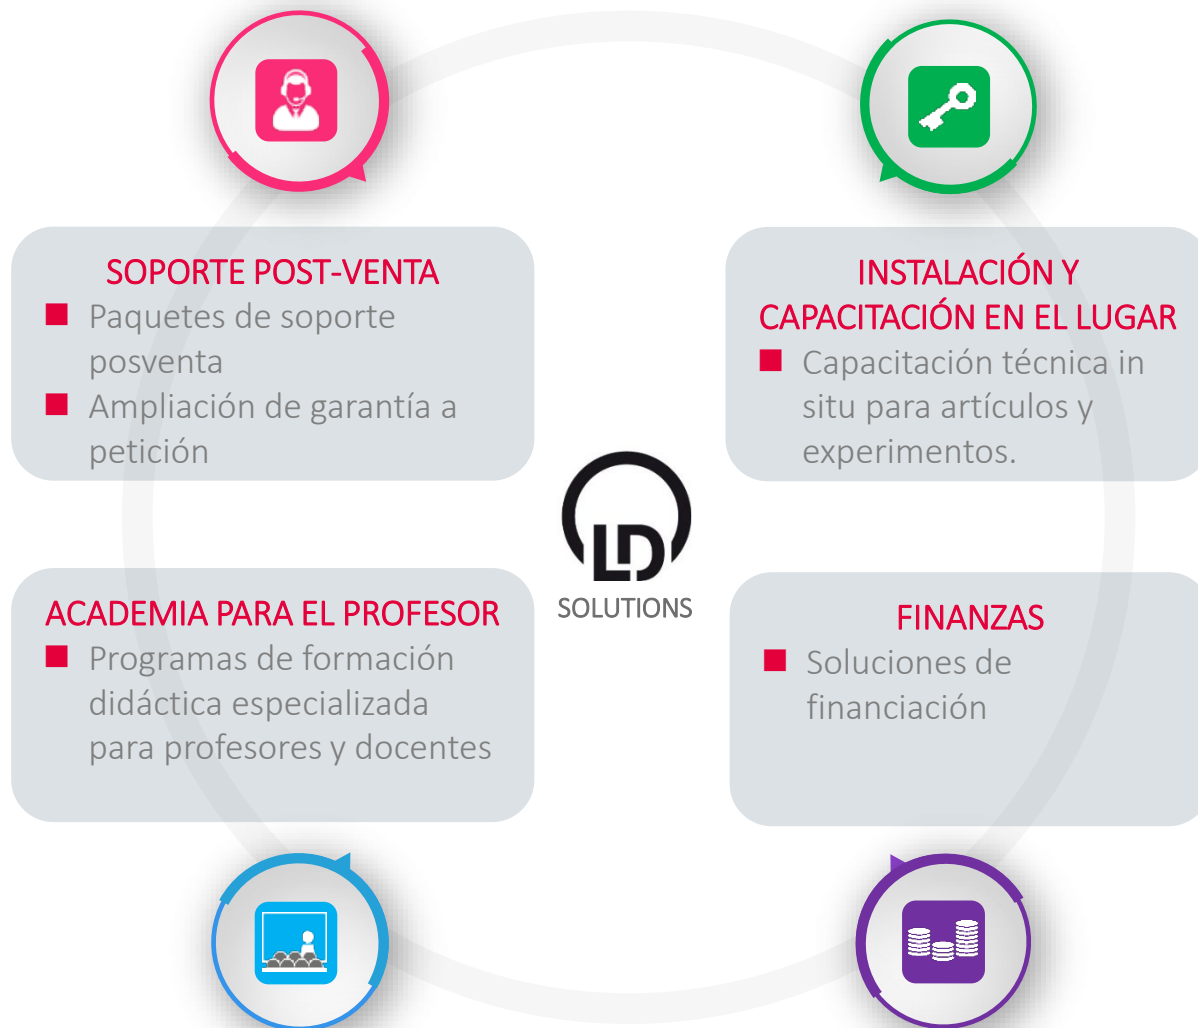 SOPORTE POST-VENTA
Paquetes de soporte
posventa
Ampliación de garantía a
petición
INSTALACIÓN Y
CAPACITACIÓN EN EL LUGAR
Capacitación técnica in
situ para artículos y
experimentos.
LD
SOLUTIONS
ACADEMIA PARA EL PROFESOR
Programas de formación
didáctica especializada
para profesores y docentes
FINANZAS
Soluciones de
financiación